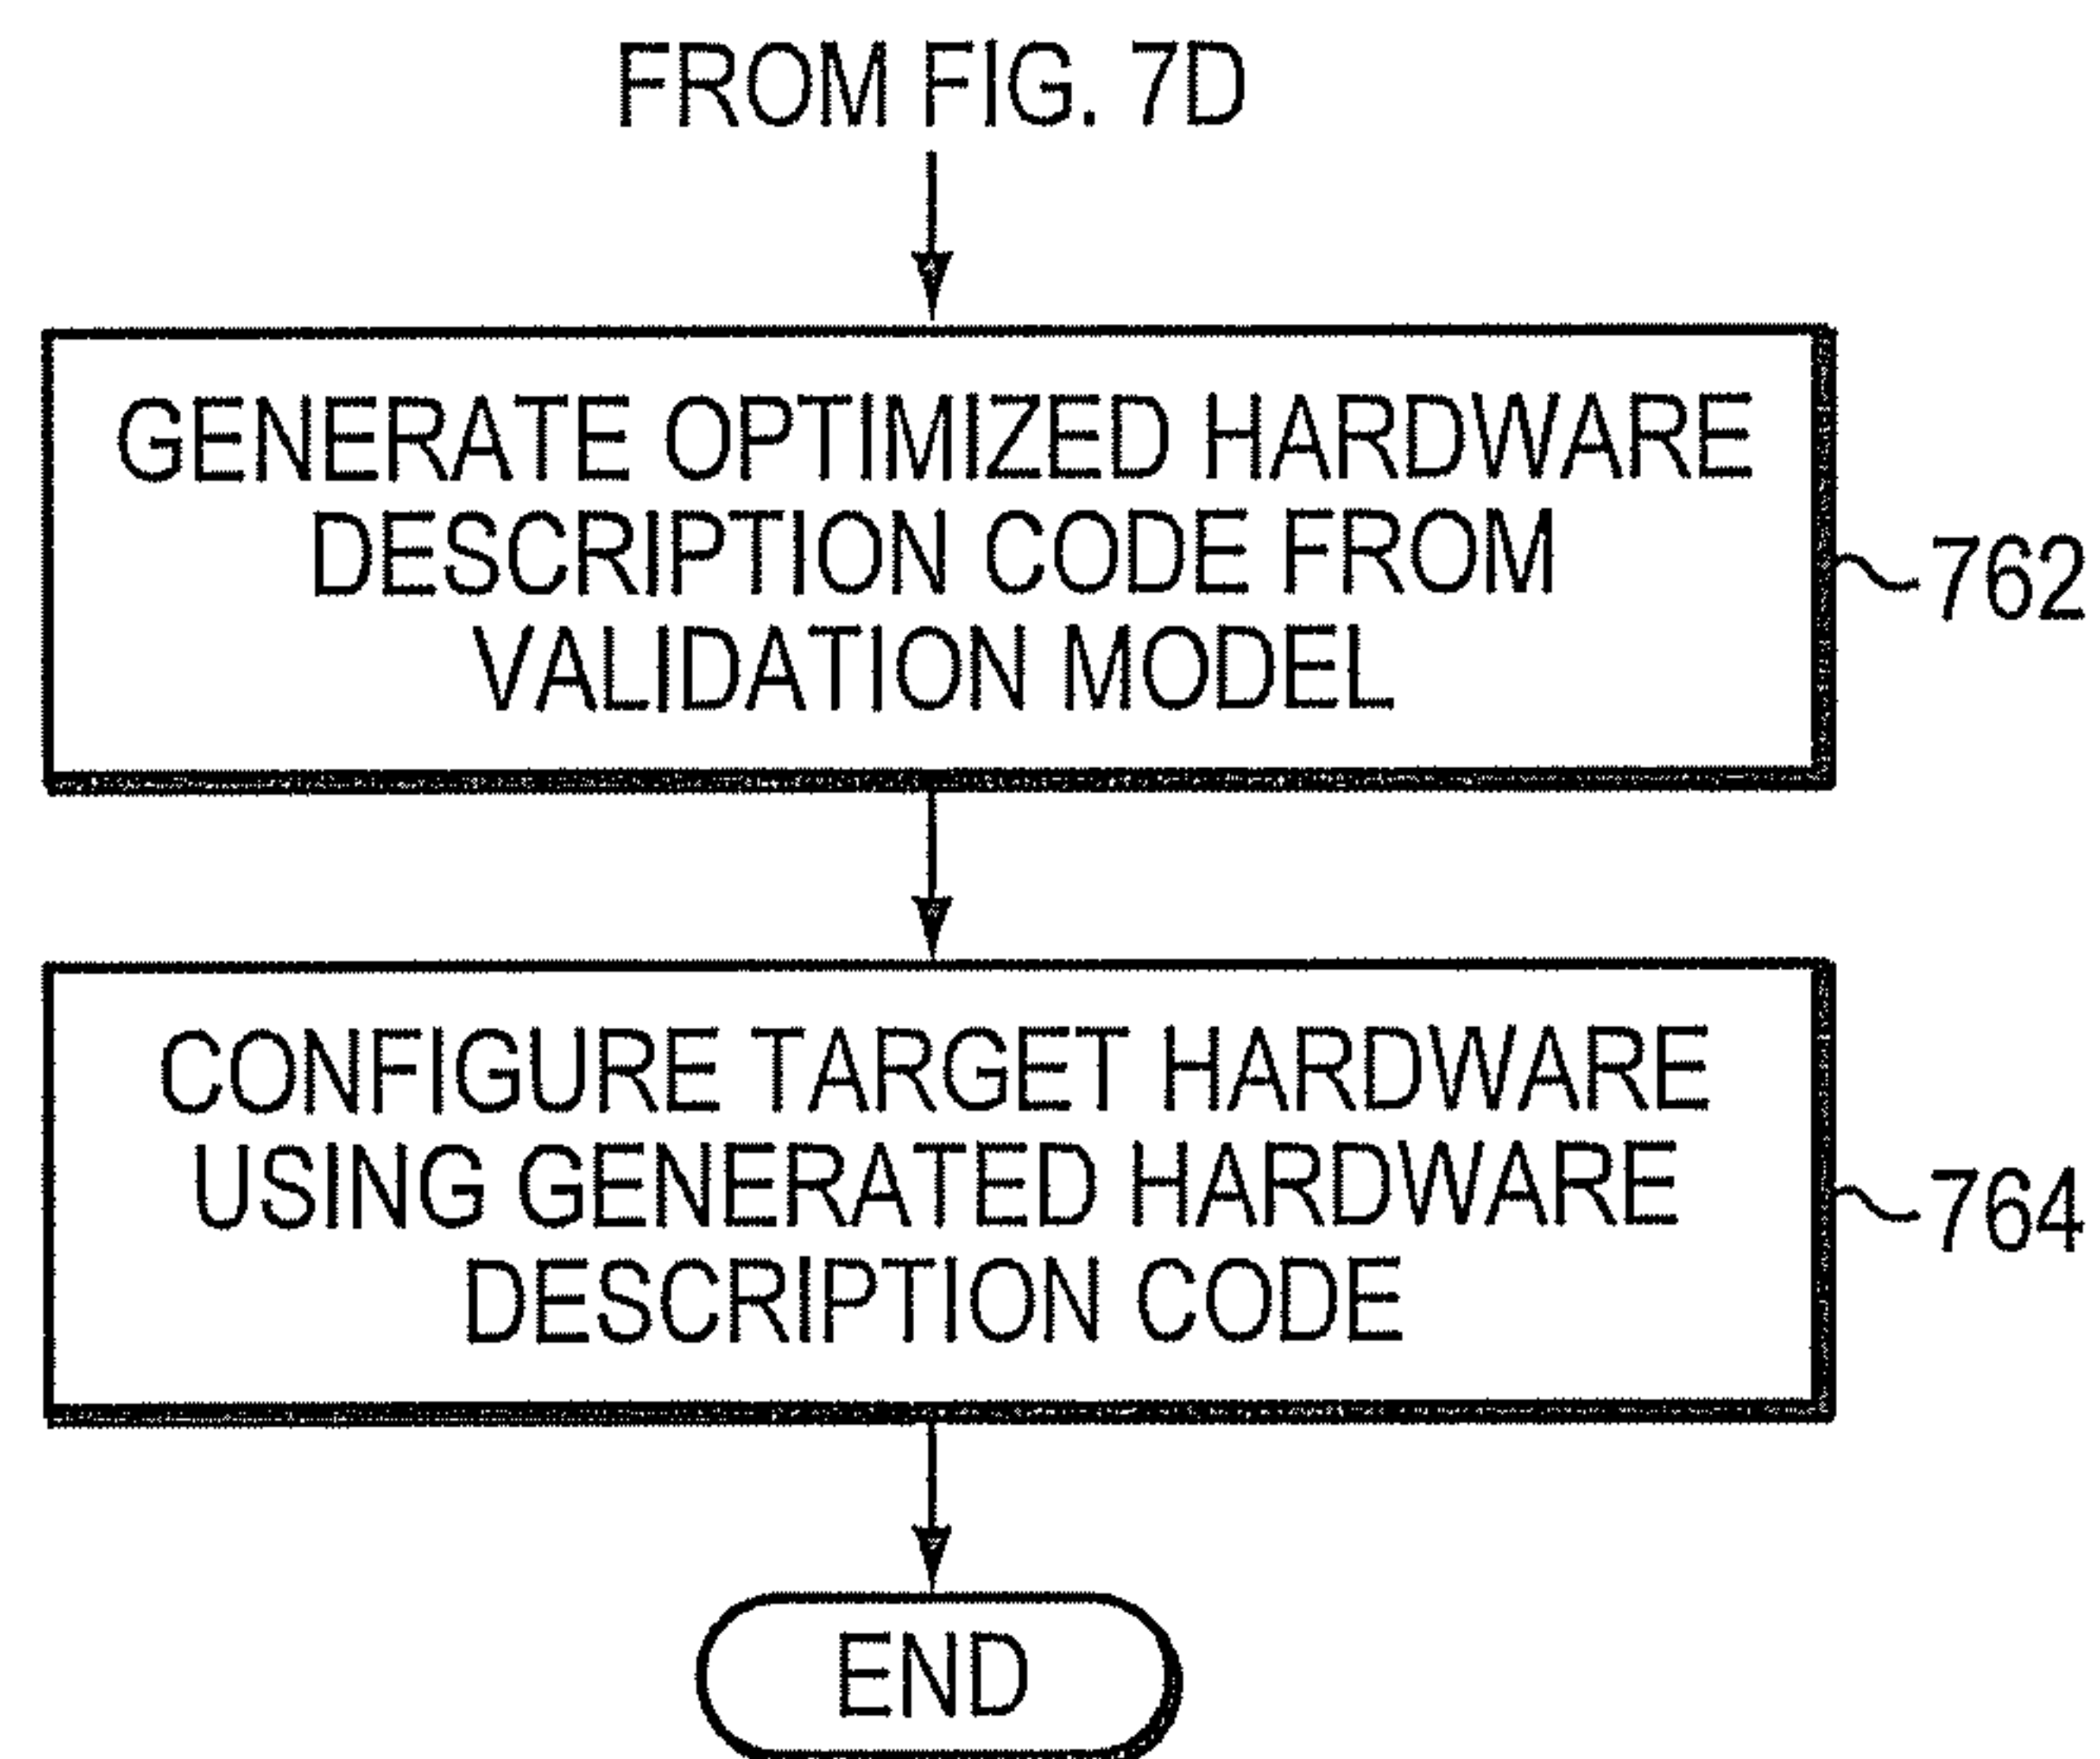 FROM FIG. 7D
GENERATE OPTIMIZED HARDWARE
DESCRIPTION CODE FROM
VALIDATION MODEL
762
CONFIGURE TARGET HARDWARE
USING GENERATED HARDWARE
DESCRIPTION CODE
764
END